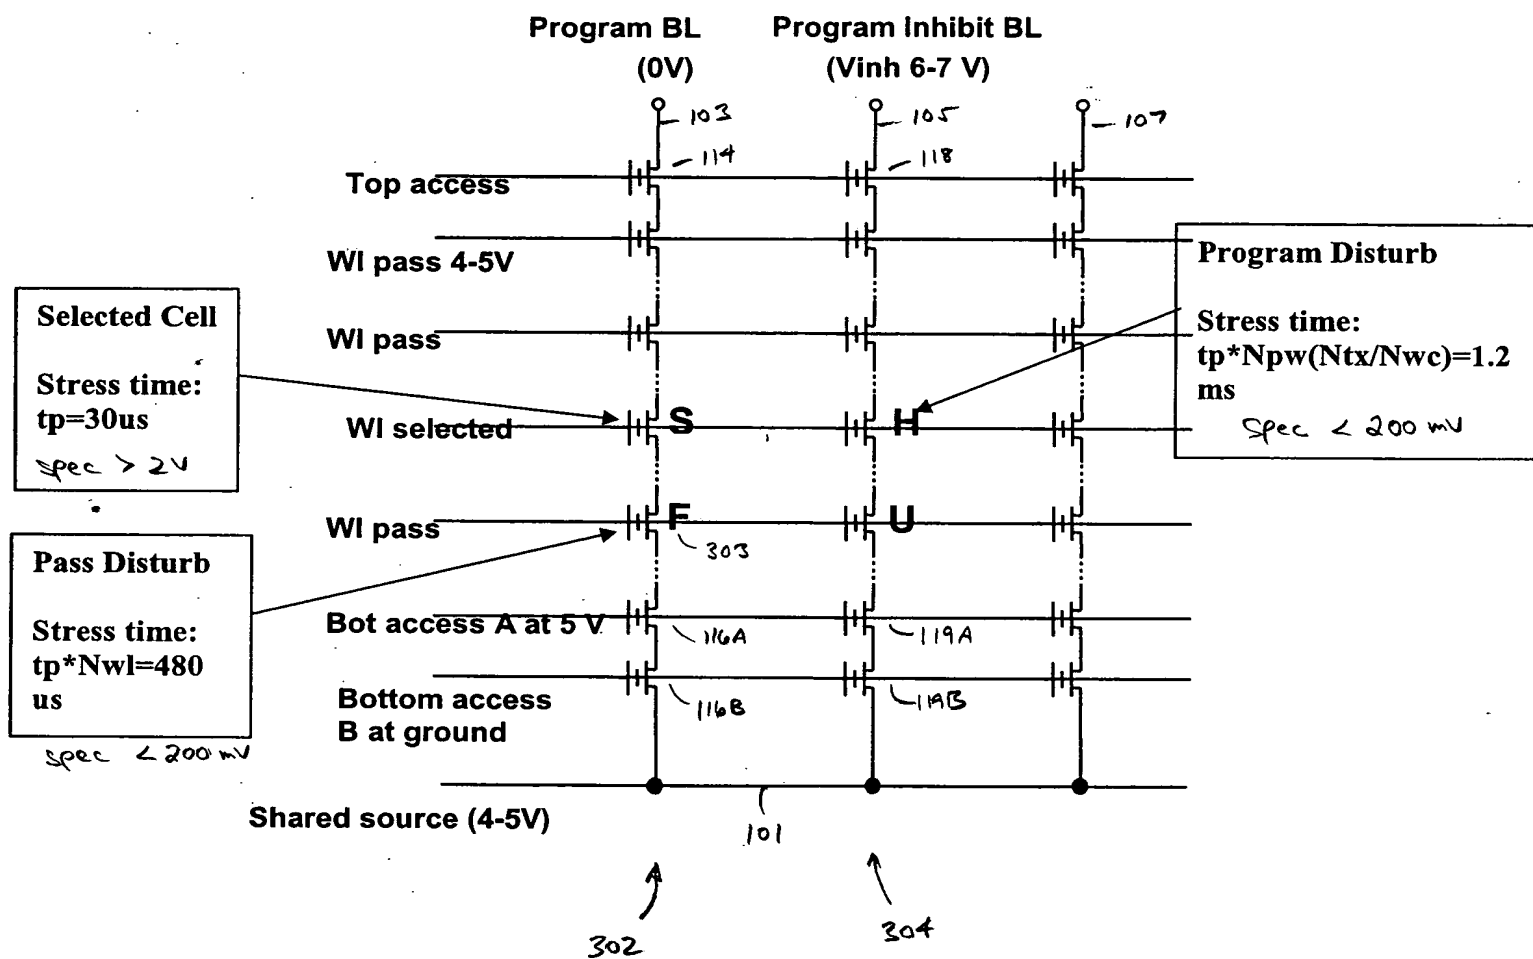 Program BL
(0V)
Program Inhibit BL
(Vinh 6-7 V)
103
105
107
114
118
Top access
Wl pass 4-5V
Program Disturb
Stress time:
tp*Npw(Ntx/Nwc)=1.2
ms
spec < 200 mV
Selected Cell
Stress time:
tp=30us
spec > 2V
Wl pass
Wl selected
S
H
Wl pass
F
U
303
Pass Disturb
Stress time:
tp*Nwl=480
us
spec < 200 mV
Bot access A at 5 V
116A
119A
Bottom access
B at ground
116B
119B
Shared source (4-5V)
101
302
304